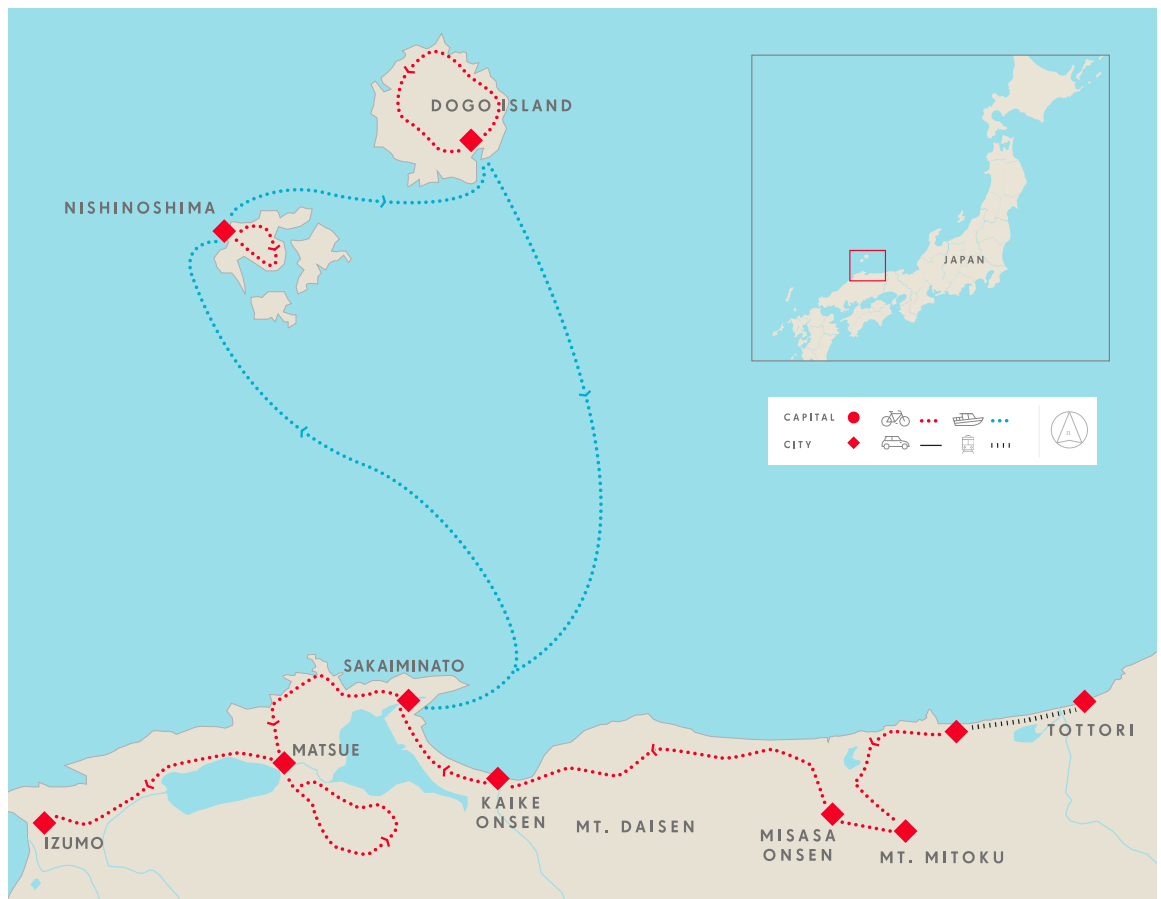 DOGO ISLAND
NISHINOSHIMA
JAPAN
CAPITAL
CITY
SAKAIMINATO
MATSUE
TOTTORI
KAIKE
ONSEN
MT. DAISEN
MISASA
ONSEN
MT. MITOKU
IZUMO